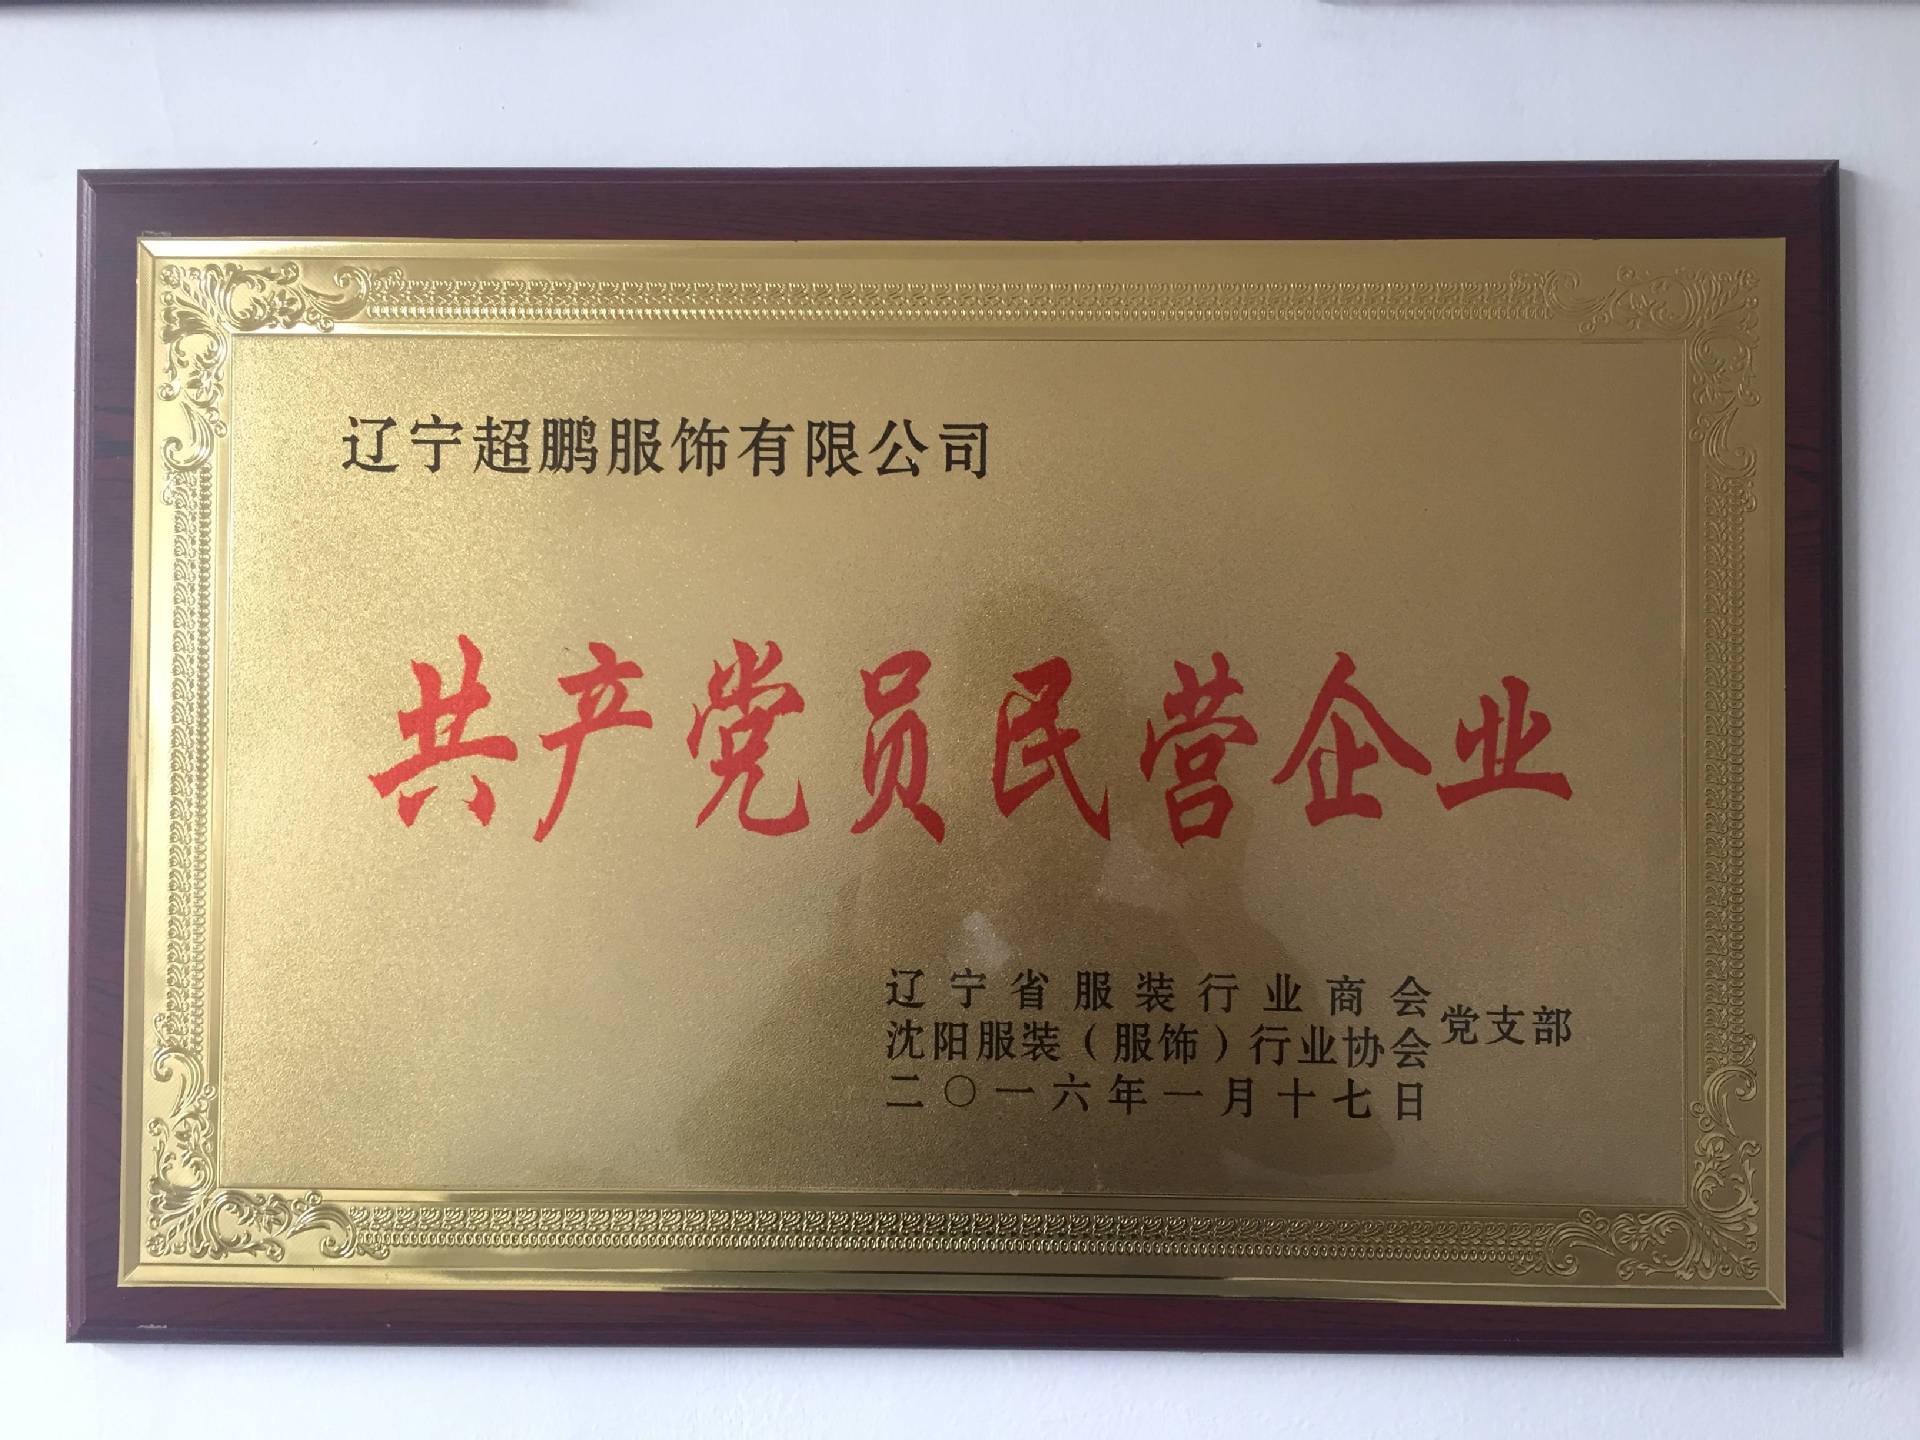 辽宁超鹏服饰有限公司
共产党员民营企业
辽宁省服装行业商会
沈阳服装（服饰）行业协会
党支部
二〇一六年一月十七日